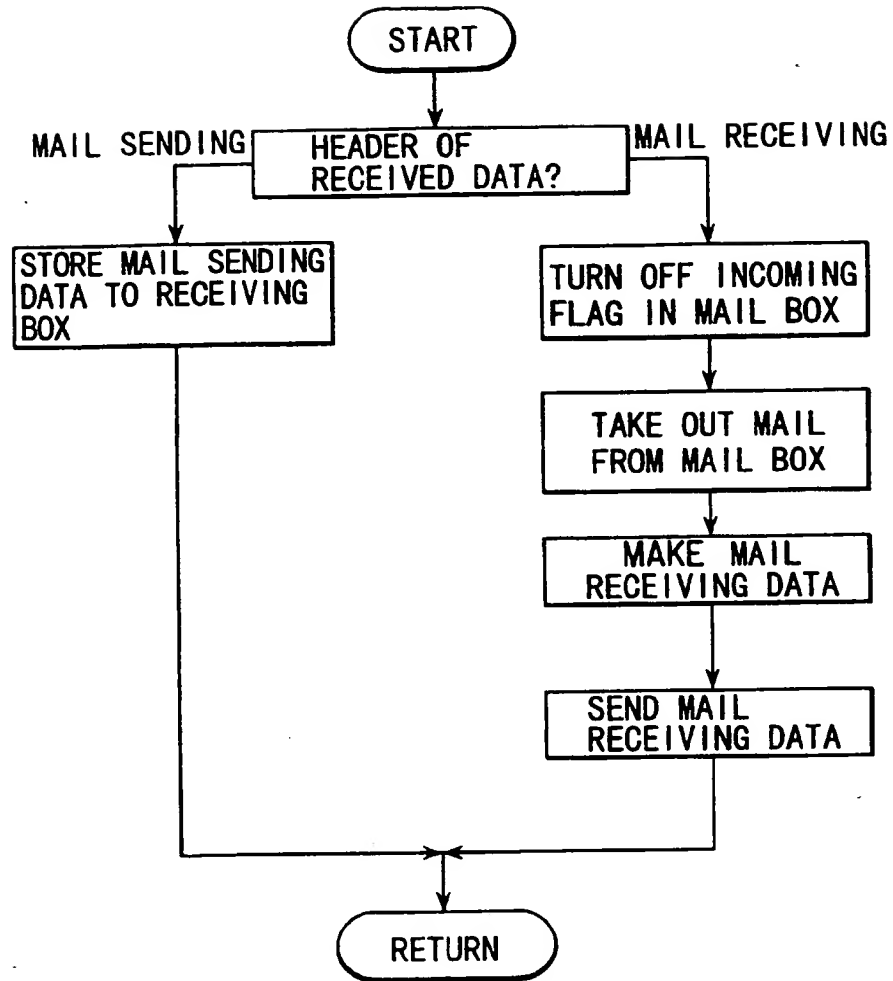 START
MAIL SENDING
HEADER OF
RECEIVED DATA?
MAIL RECEIVING
STORE MAIL SENDING
DATA TO RECEIVING
BOX
TURN OFF INCOMING
FLAG IN MAIL BOX
TAKE OUT MAIL
FROM MAIL BOX
MAKE MAIL
RECEIVING DATA
SEND MAIL
RECEIVING DATA
RETURN